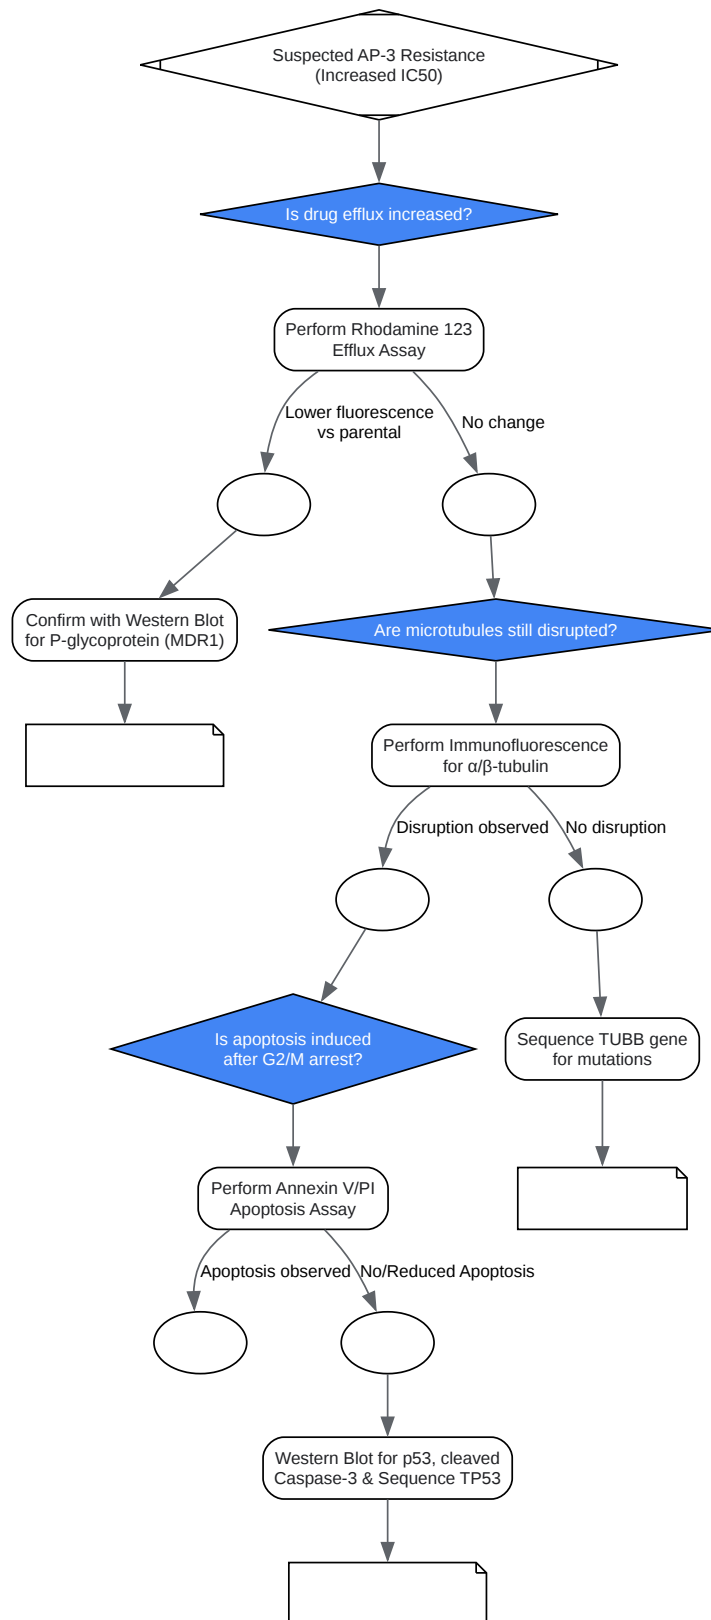 Suspected AP-3 Resistance
(Increased IC50)
Is drug efflux increased?
Perform Rhodamine 123
Efflux Assay
Lower fluorescence
vs parental
No change
Confirm with Western Blot
for P-glycoprotein (MDR1)
Are microtubules still disrupted?
Perform Immunofluorescence
for α/β-tubulin
Disruption observed
No disruption
Is apoptosis induced
after G2/M arrest?
Sequence TUBB gene
for mutations
Perform Annexin V/PI
Apoptosis Assay
Apoptosis observed
No/Reduced Apoptosis
Western Blot for p53, cleaved
Caspase-3 & Sequence TP53